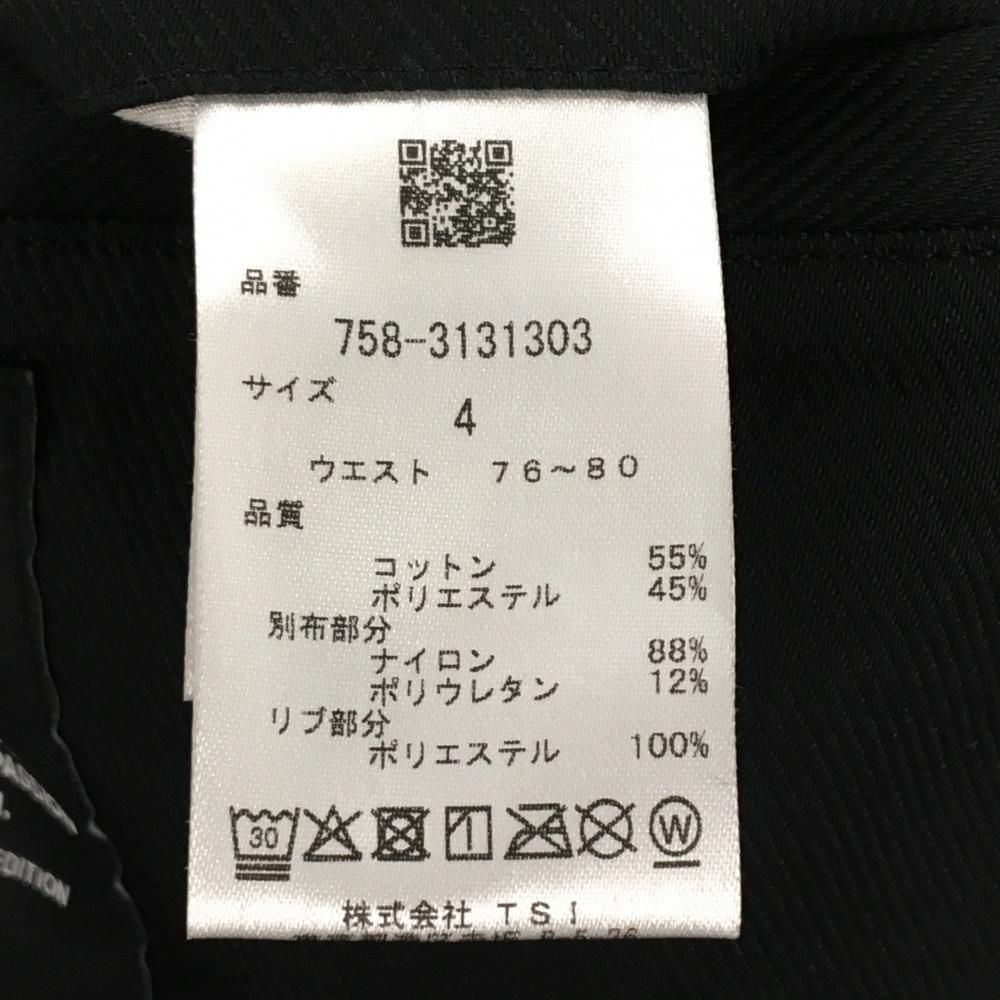 品番
758-3131303
サイズ
4
ウエスト 76～80
品質
コットン 55%
ポリエステル 45%
別布部分
ナイロン 88%
ポリウレタン 12%
リブ部分
ポリエステル 100%
30
W
株式会社 TSI
EDITION